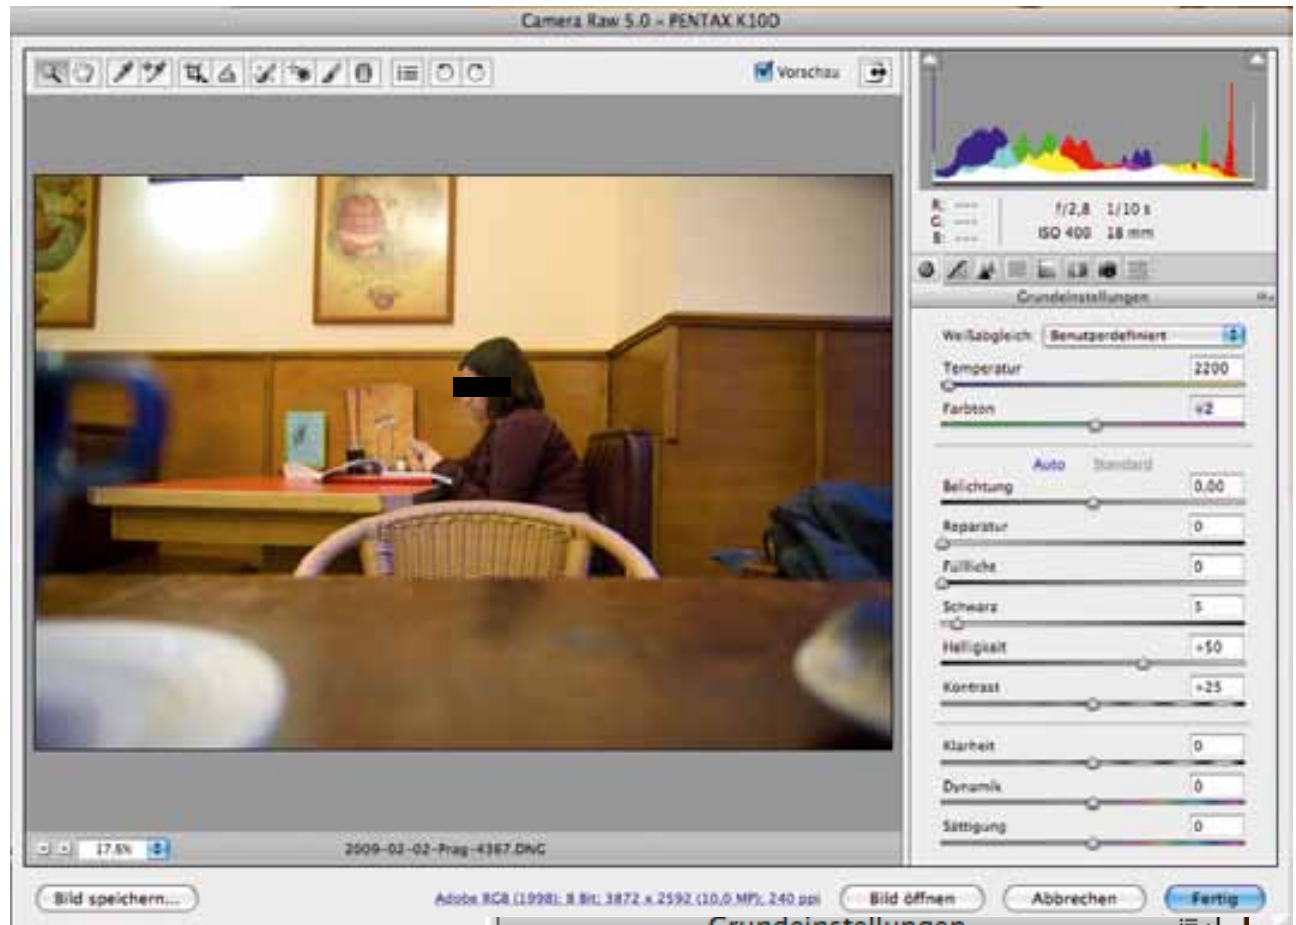 Camera Raw 5.0 – PENTAX K10D
Vorschau
R: ---
G: ---
B: ---
f/2,8 1/10 s
ISO 400 18 mm
Grundeinstellungen
Weißabgleich: Benutzerdefiniert
Temperatur 2200
Farbton +2
Auto Standard
Belichtung 0,00
Reparatur 0
Fülllicht 0
Schwarz 5
Helligkeit +50
Kontrast +25
Klarheit 0
Dynamik 0
Sättigung 0
17.6% 2009-02-02-Prag-4367.DNG
Bild speichern... Adobe RGB (1998); 8 Bit; 3872 x 2592 (10,0 MP); 240 ppi Bild öffnen Abbrechen Fertig
Grundeinstellungen